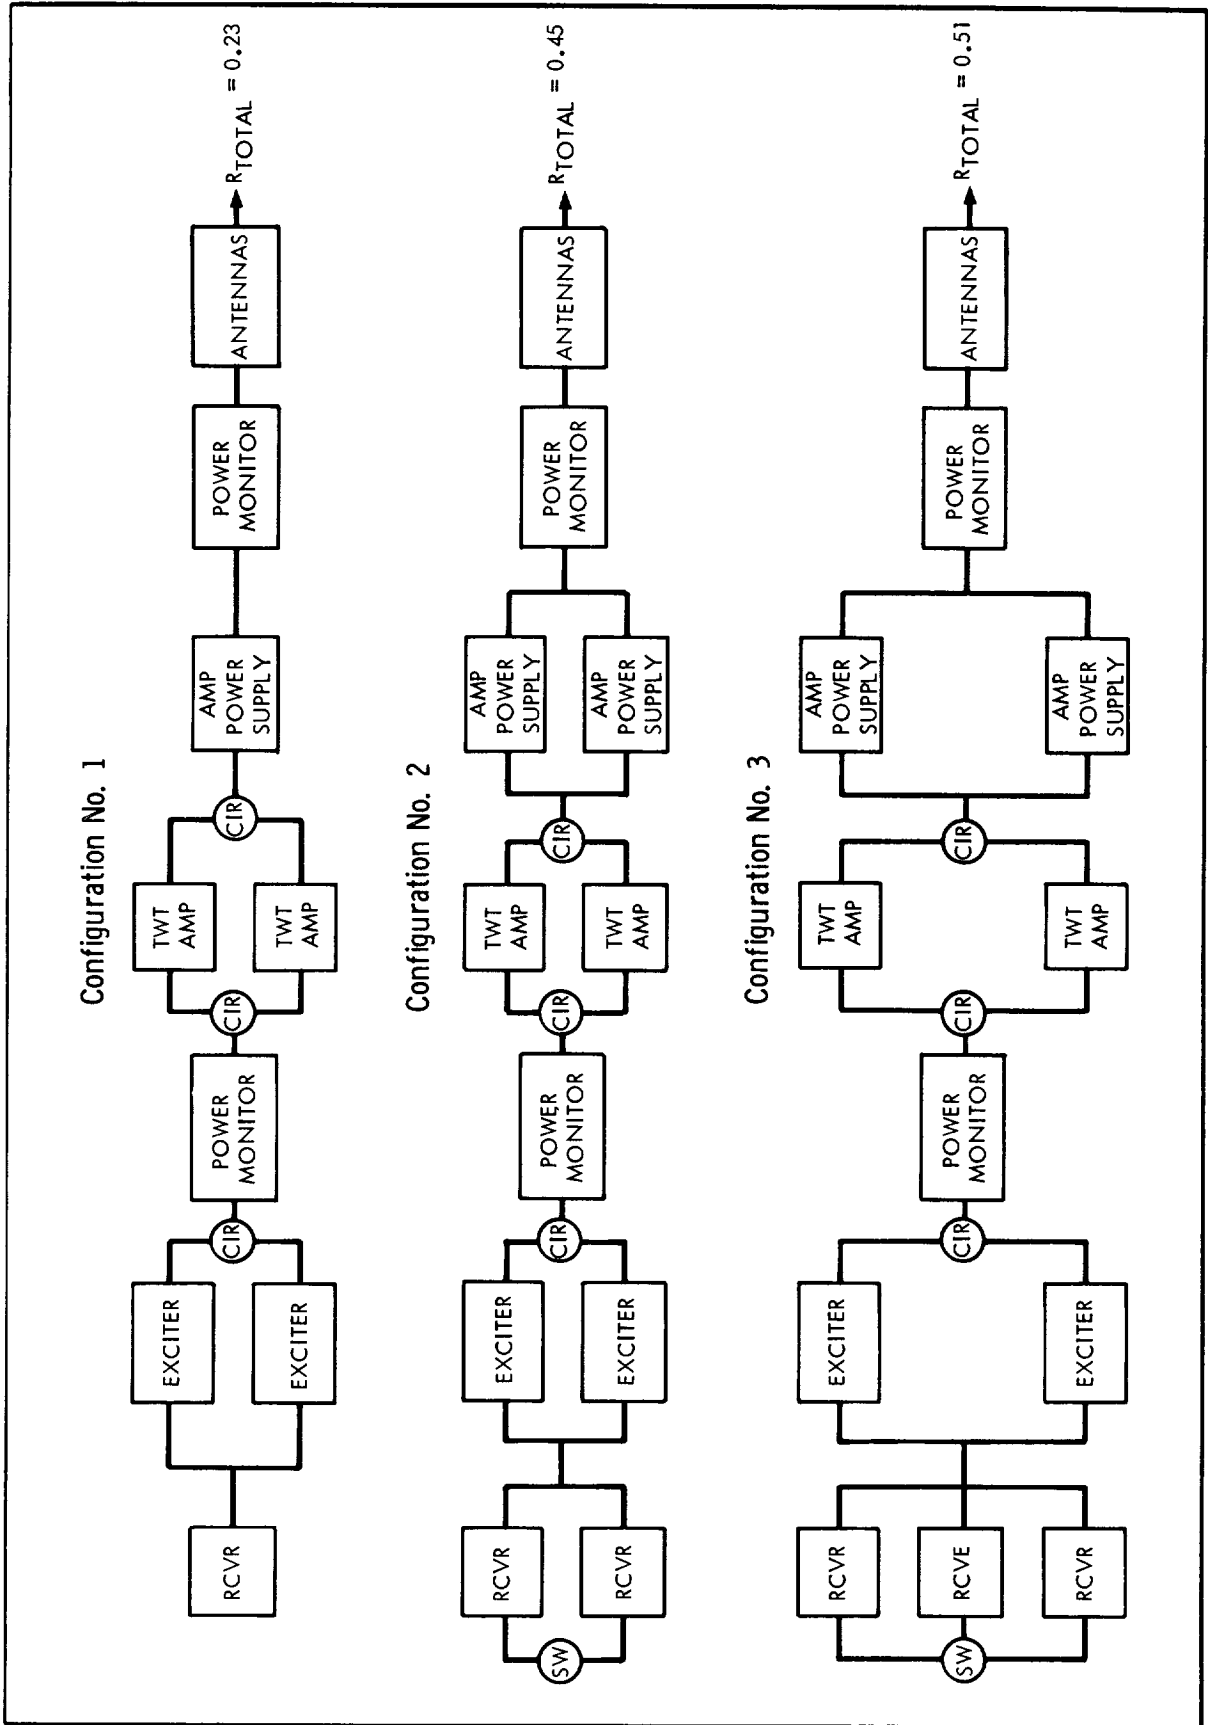 Configuration No. 1
RCVR
EXCITER
EXCITER
CIR
POWER
MONITOR
CIR
TWT
AMP
TWT
AMP
CIR
AMP
POWER
SUPPLY
POWER
MONITOR
ANTENNAS
RTOTAL = 0.23
Configuration No. 2
SW
RCVR
RCVR
EXCITER
EXCITER
CIR
POWER
MONITOR
CIR
TWT
AMP
TWT
AMP
CIR
AMP
POWER
SUPPLY
AMP
POWER
SUPPLY
POWER
MONITOR
ANTENNAS
RTOTAL = 0.45
Configuration No. 3
SW
RCVR
RCVE
RCVR
EXCITER
EXCITER
CIR
POWER
MONITOR
CIR
TWT
AMP
TWT
AMP
CIR
AMP
POWER
SUPPLY
AMP
POWER
SUPPLY
POWER
MONITOR
ANTENNAS
RTOTAL = 0.51